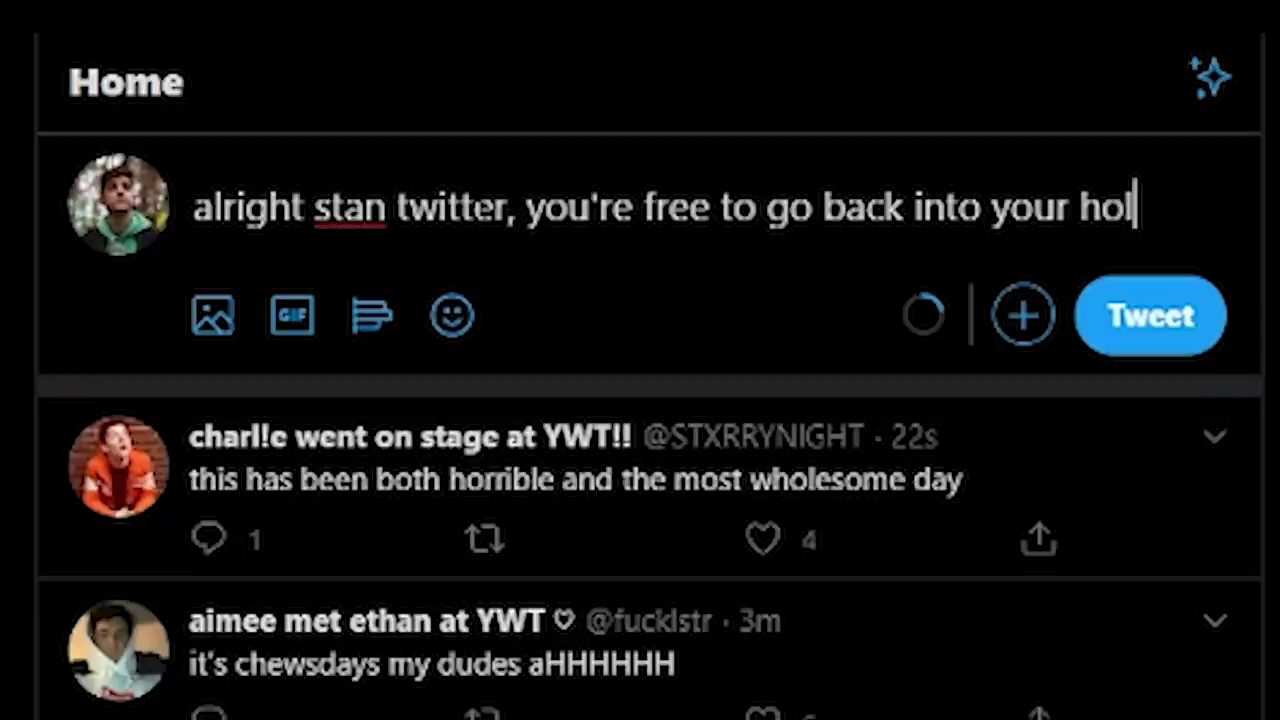 Home
alright stan twitter, you're free to go back into your hol
GIF
Tweet
charl!e went on stage at YWT!! @STXRRYNIGHT · 22s
this has been both horrible and the most wholesome day
1
4
aimee met ethan at YWT ♡ @fucklstr · 3m
it's chewsdays my dudes aHHHHHH